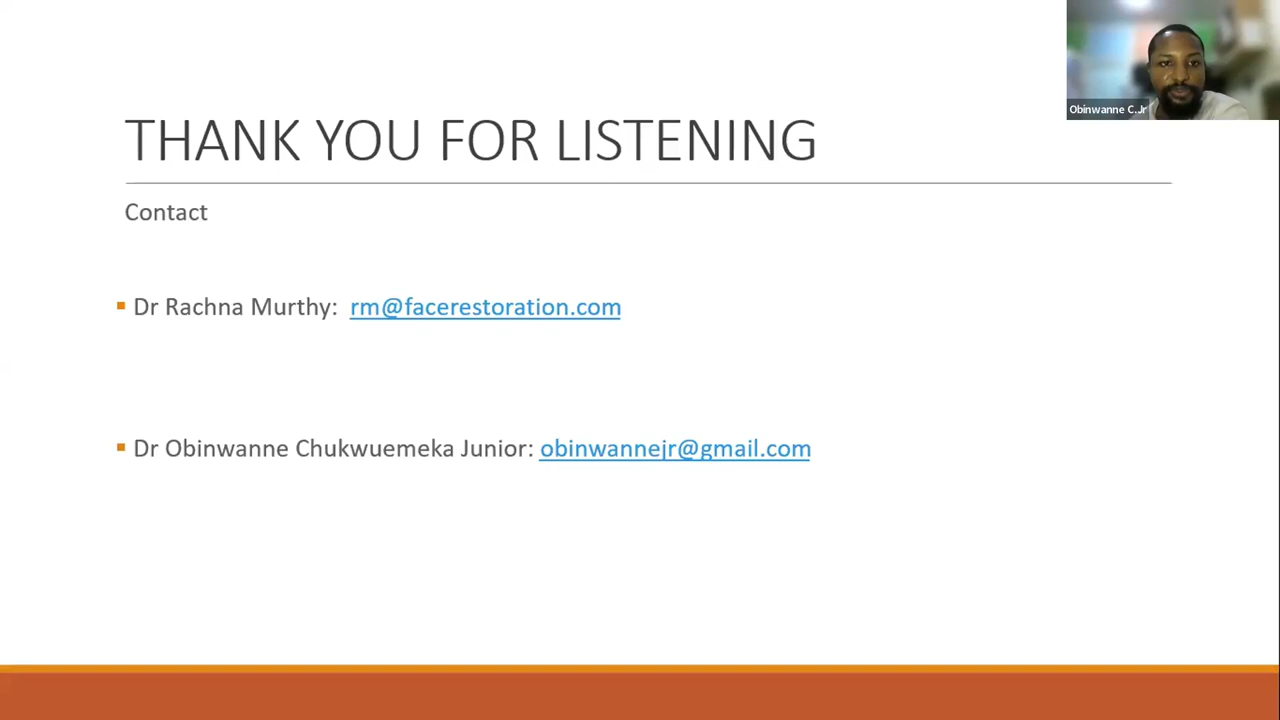 THANK YOU FOR LISTENING
Contact
Dr Rachna Murthy: rm@facerestoration.com
Dr Obinwanne Chukwuemeka Junior: obinwannejr@gmail.com
Obinwanne C.Jr